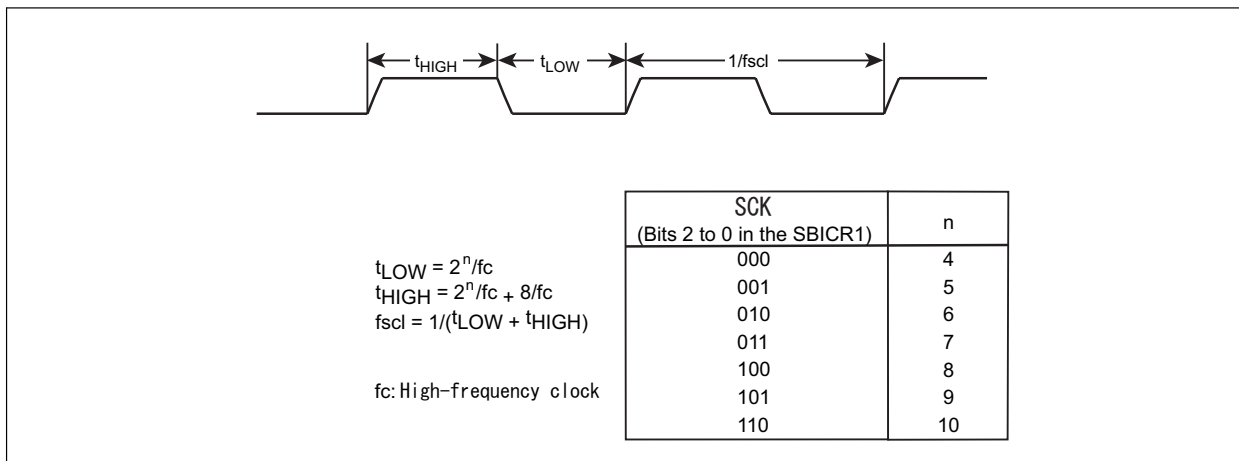 tHIGH tLOW 1/fscl
SCK
(Bits 2 to 0 in the SBICR1) n
000 4
001 5
010 6
011 7
100 8
101 9
110 10
tLOW = 2^n/fc
tHIGH = 2^n/fc + 8/fc
fscl = 1/(tLOW + tHIGH)
fc: High-frequency clock